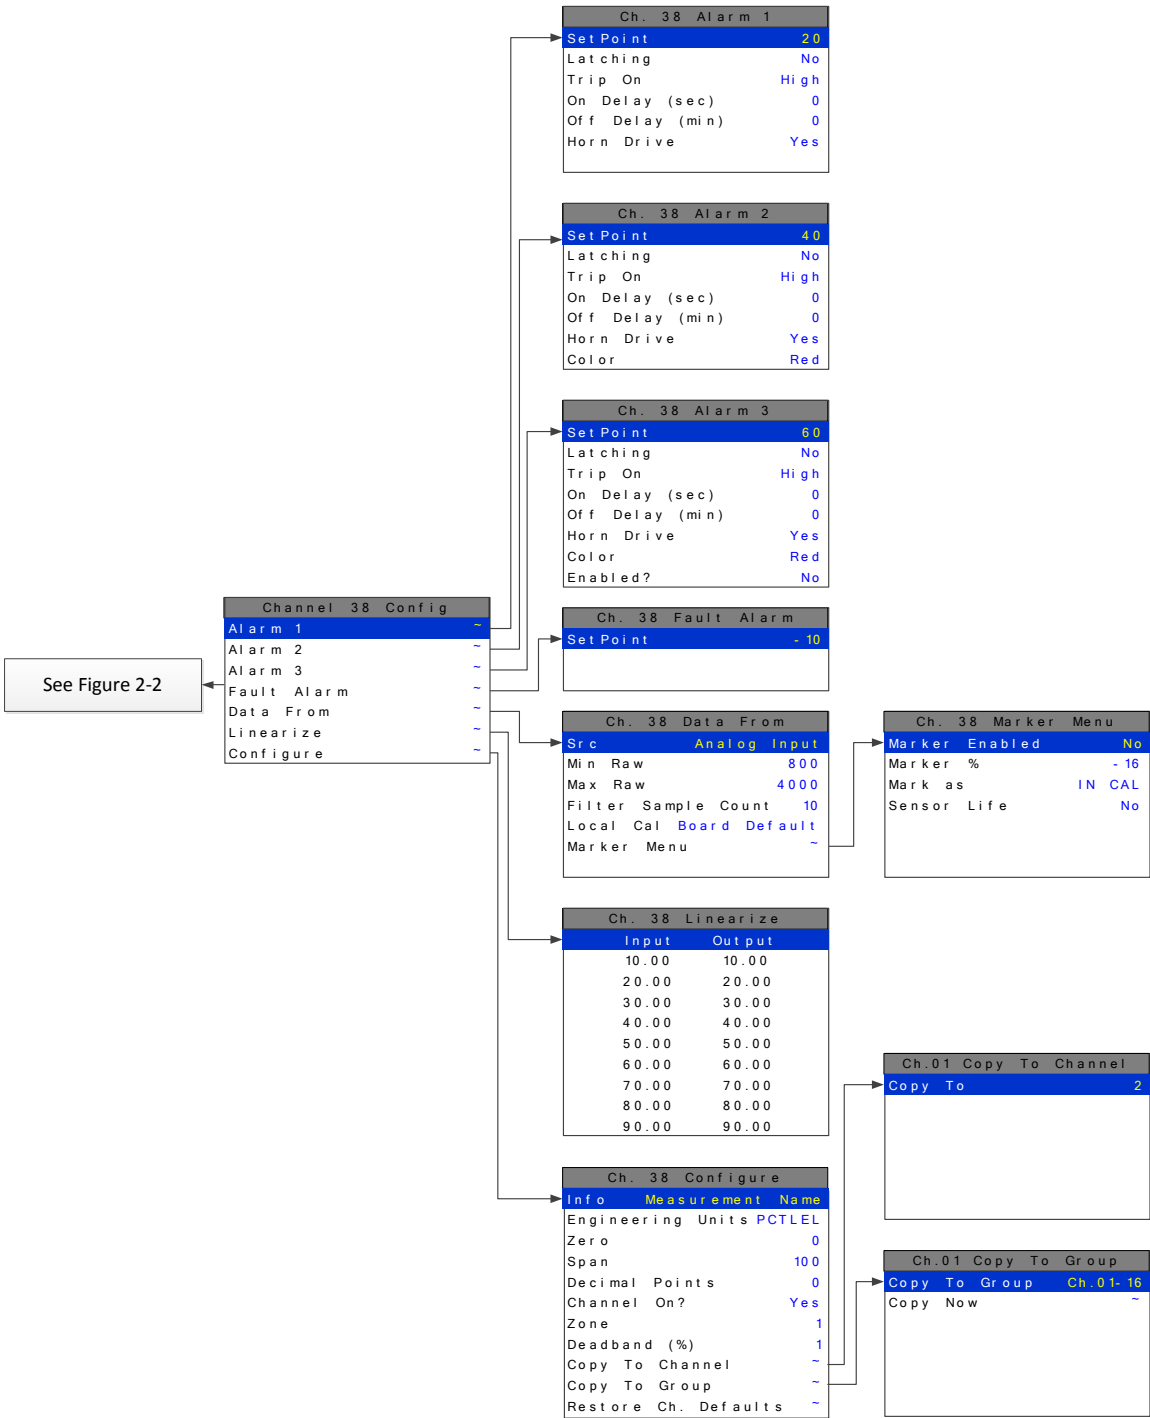 Ch. 38 Alarm 1
SetPoint 20
Latching No
Trip On High
On Delay (sec) 0
Off Delay (min) 0
Horn Drive Yes
Ch. 38 Alarm 2
SetPoint 40
Latching No
Trip On High
On Delay (sec) 0
Off Delay (min) 0
Horn Drive Yes
Color Red
Ch. 38 Alarm 3
SetPoint 60
Latching No
Trip On High
On Delay (sec) 0
Off Delay (min) 0
Horn Drive Yes
Color Red
Enabled? No
See Figure 2-2
Channel 38 Config
Alarm 1 ~
Alarm 2 ~
Alarm 3 ~
Fault Alarm ~
Data From ~
Linearize ~
Configure ~
Ch. 38 Fault Alarm
SetPoint -10
Ch. 38 Data From
Src Analog Input
Min Raw 800
Max Raw 4000
Filter Sample Count 10
Local Cal Board Default
Marker Menu ~
Ch. 38 Marker Menu
Marker Enabled No
Marker % -16
Mark as IN CAL
Sensor Life No
Ch. 38 Linearize
Input Output
10.00 10.00
20.00 20.00
30.00 30.00
40.00 40.00
50.00 50.00
60.00 60.00
70.00 70.00
80.00 80.00
90.00 90.00
Ch. 38 Configure
Info Measurement Name
Engineering Units PCTLEL
Zero 0
Span 100
Decimal Points 0
Channel On? Yes
Zone 1
Deadband (%) 1
Copy To Channel ~
Copy To Group ~
Restore Ch. Defaults ~
Ch.01 Copy To Channel
Copy To 2
Ch.01 Copy To Group
Copy To Group Ch.01-16
Copy Now ~